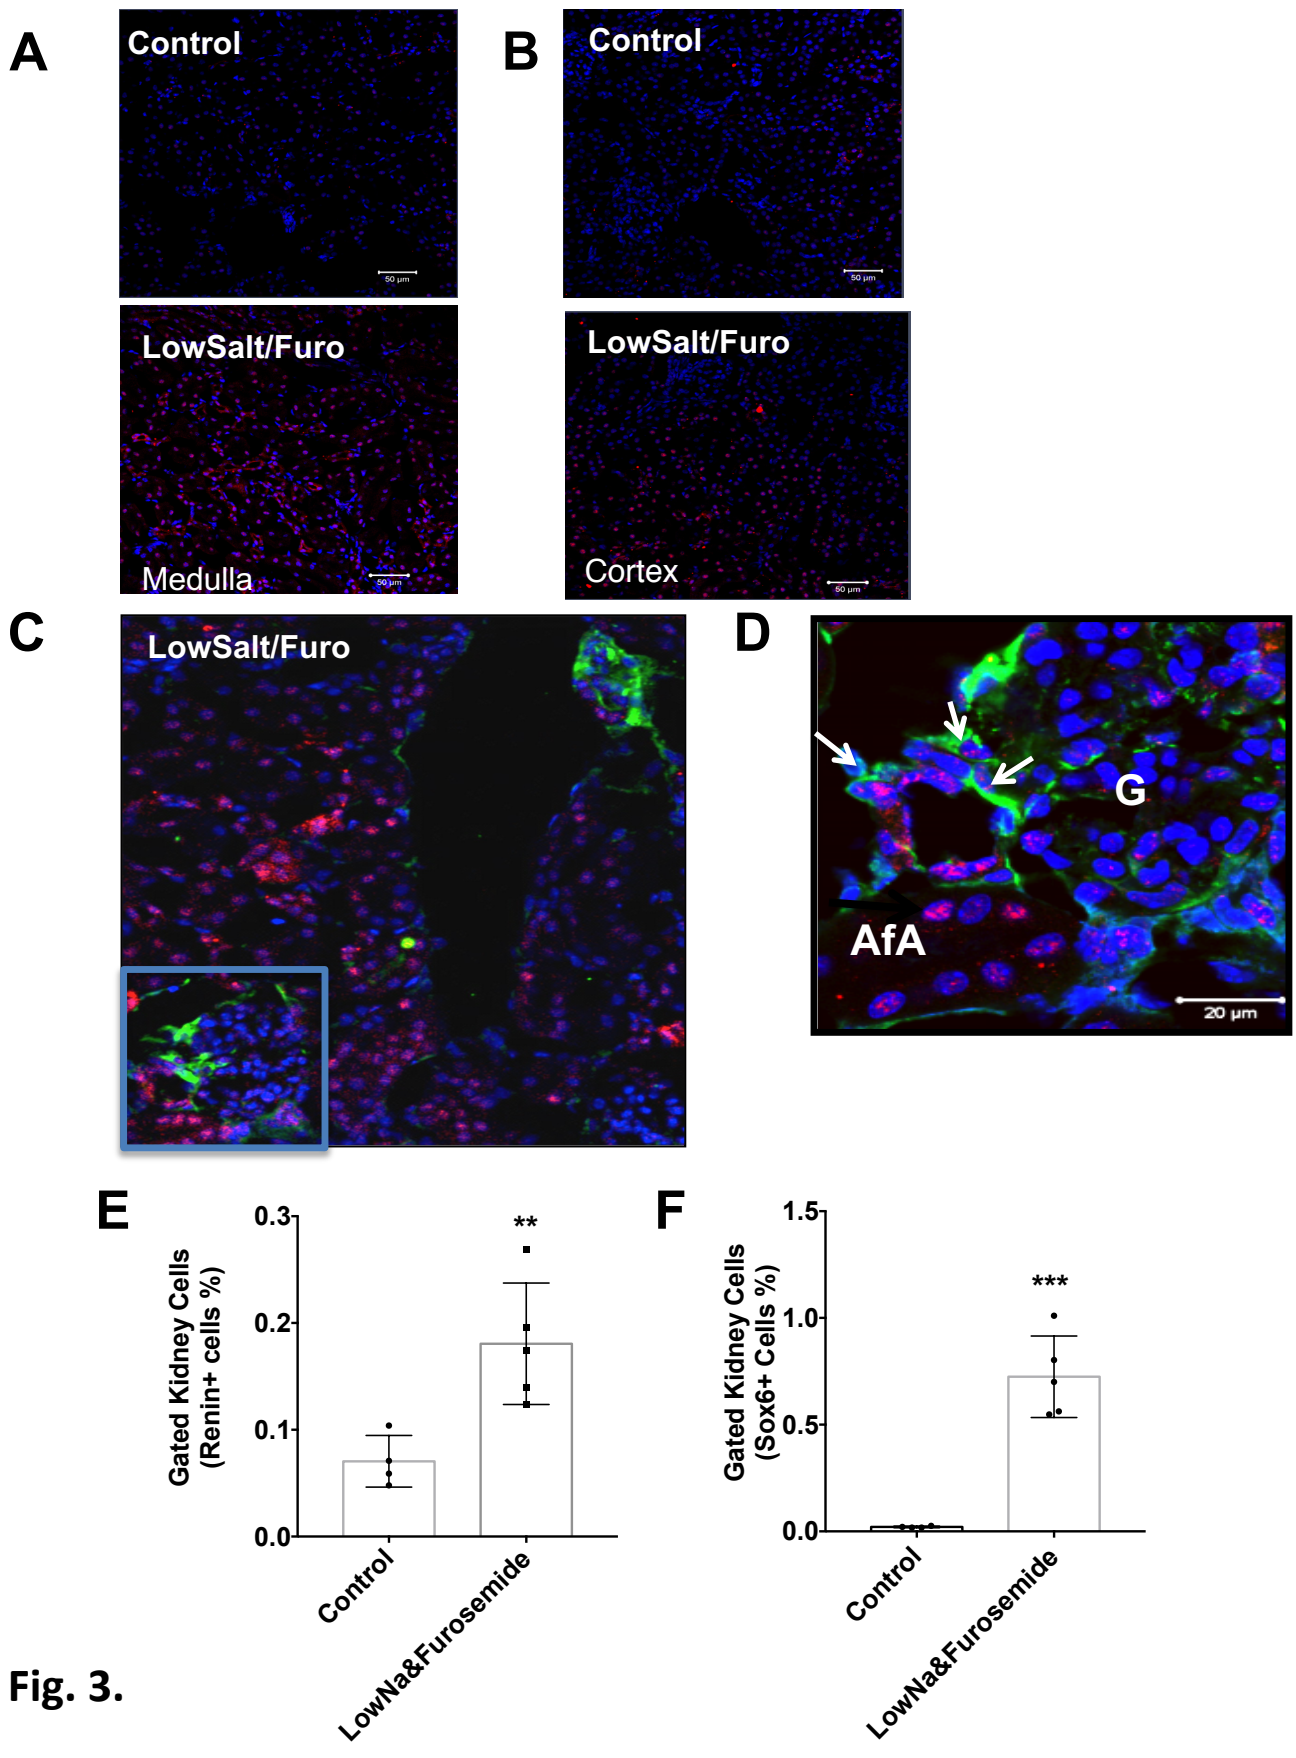 A
Control
50 µm
B
Control
50 µm
LowSalt/Furo
Medulla
50 µm
LowSalt/Furo
Cortex
50 µm
C
LowSalt/Furo
D
G
AfA
20 µm
E
Gated Kidney Cells
(Renin+ cells %)
0.3
0.2
0.1
0.0
**
Control
LowNa&Furosemide
F
Gated Kidney Cells
(Sox6+ Cells %)
1.5
1.0
0.5
0.0
***
Control
LowNa&Furosemide
Fig. 3.